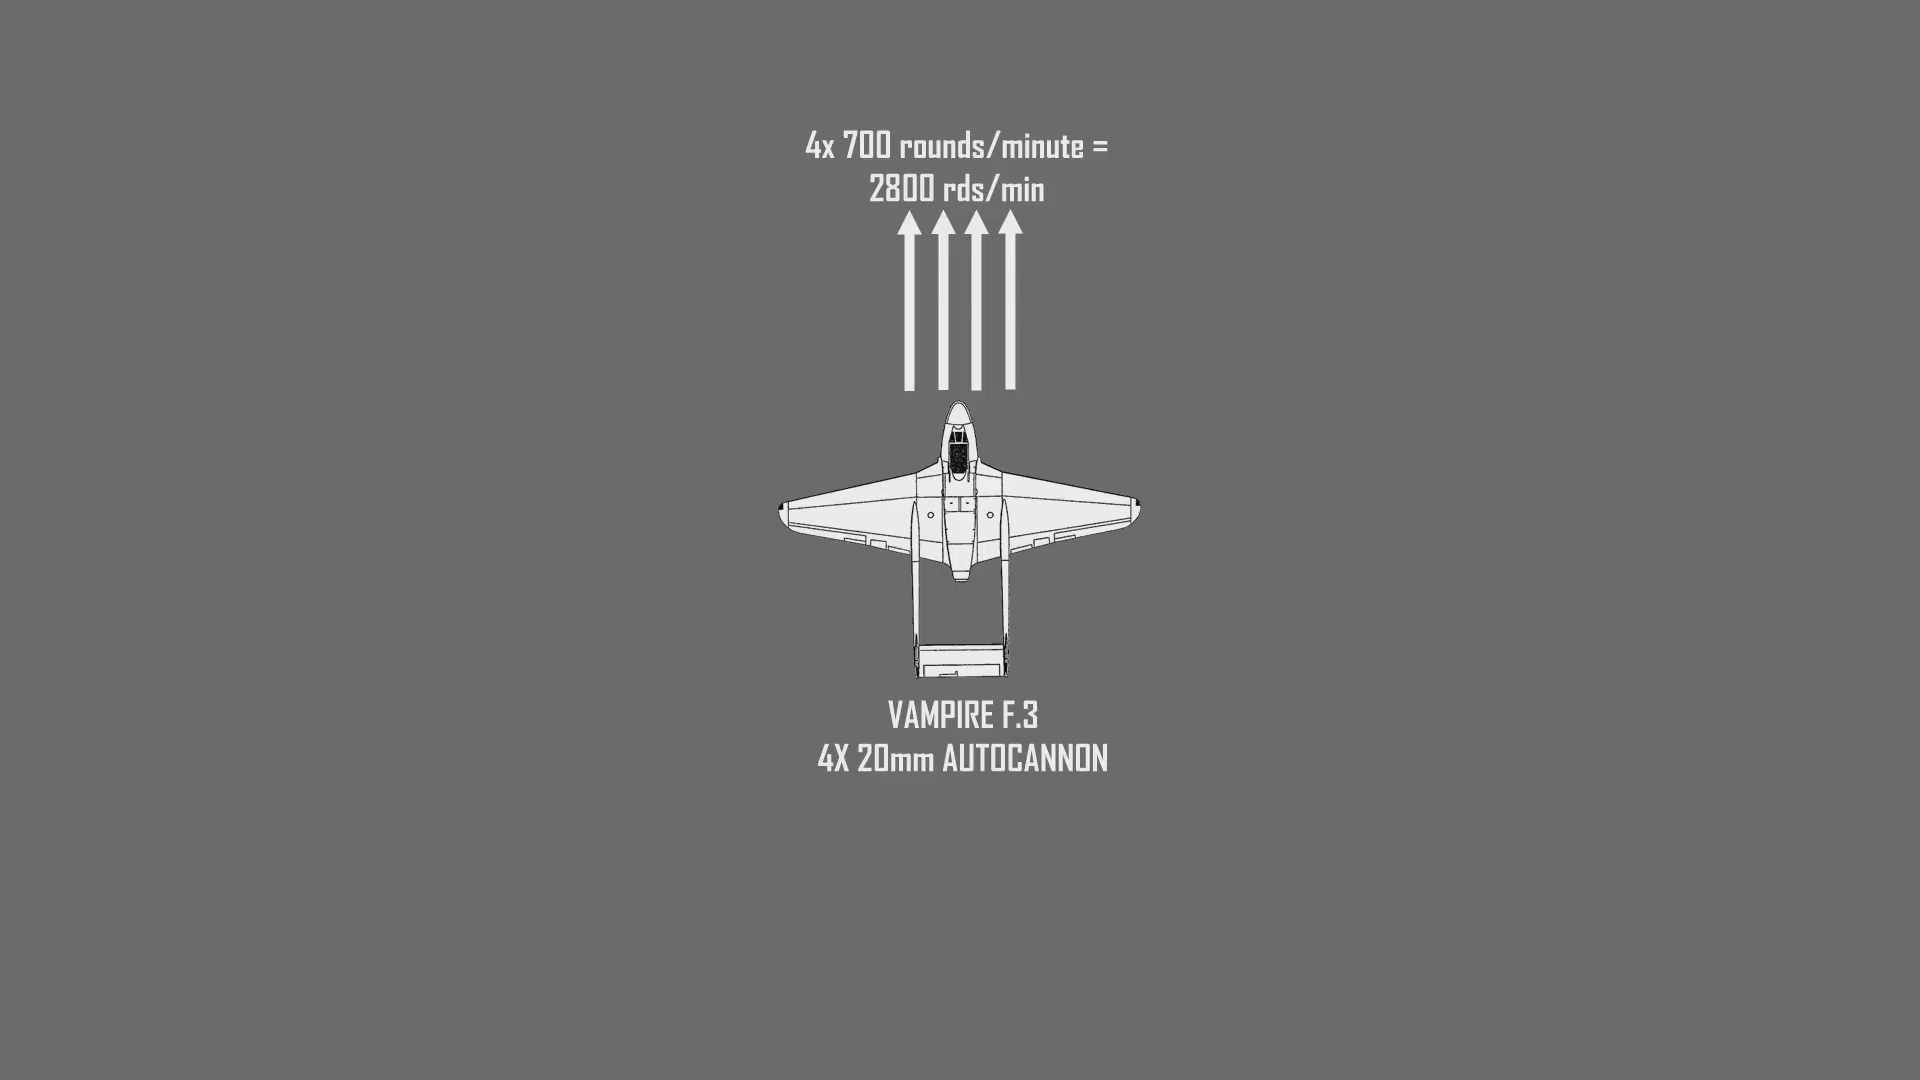 4x 700 rounds/minute =
2800 rds/min
VAMPIRE F.3
4X 20mm AUTOCANNON